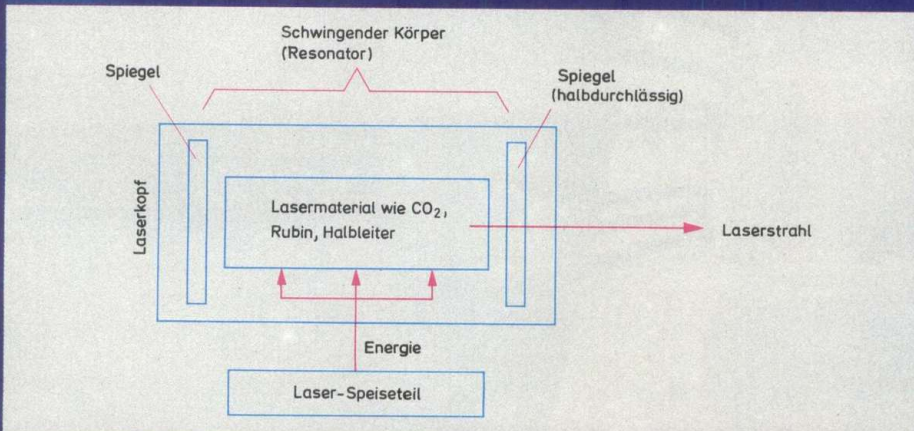 Schwingender Körper
(Resonator)
Spiegel
Spiegel
(halbdurchlässig)
Laserkopf
Lasermaterial wie CO₂,
Rubin, Halbleiter
Laserstrahl
Energie
Laser-Speiseteil